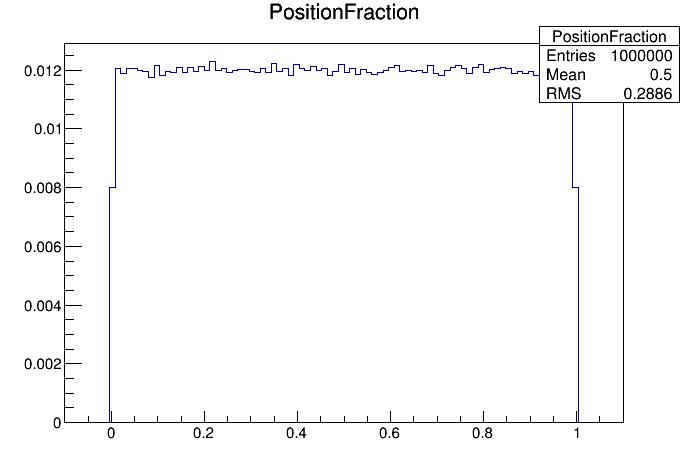 PositionFraction
PositionFraction
Entries 1000000
Mean 0.5
RMS 0.2886
0.012
0.01
0.008
0.006
0.004
0.002
0
0 0.2 0.4 0.6 0.8 1